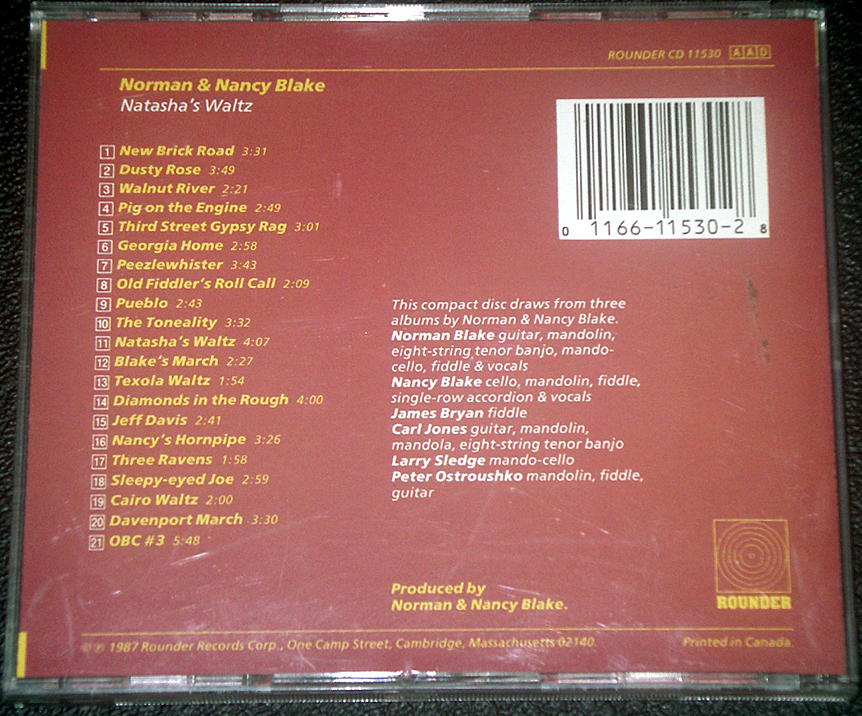 ROUNDER CD 11530 AAD
Norman & Nancy Blake
Natasha's Waltz
1 New Brick Road 3:31
2 Dusty Rose 3:49
3 Walnut River 2:21
4 Pig on the Engine 2:49
5 Third Street Gypsy Rag 3:01
6 Georgia Home 2:58
7 Peezlewhister 3:43
8 Old Fiddler's Roll Call 2:09
9 Pueblo 2:43
10 The Toneality 3:32
11 Natasha's Waltz 4:07
12 Blake's March 2:27
13 Texola Waltz 1:54
14 Diamonds in the Rough 4:00
15 Jeff Davis 2:41
16 Nancy's Hornpipe 3:26
17 Three Ravens 1:58
18 Sleepy-eyed Joe 2:59
19 Cairo Waltz 2:00
20 Davenport March 3:30
21 OBC #3 5:48
0 1166-11530-2 8
This compact disc draws from three
albums by Norman & Nancy Blake.
Norman Blake guitar, mandolin,
eight-string tenor banjo, mando-
cello, fiddle & vocals
Nancy Blake cello, mandolin, fiddle,
single-row accordion & vocals
James Bryan fiddle
Carl Jones guitar, mandolin,
mandola, eight-string tenor banjo
Larry Sledge mando-cello
Peter Ostroushko mandolin, fiddle,
guitar
Produced by
Norman & Nancy Blake.
ROUNDER
© ℗ 1987 Rounder Records Corp., One Camp Street, Cambridge, Massachusetts 02140.
Printed in Canada.